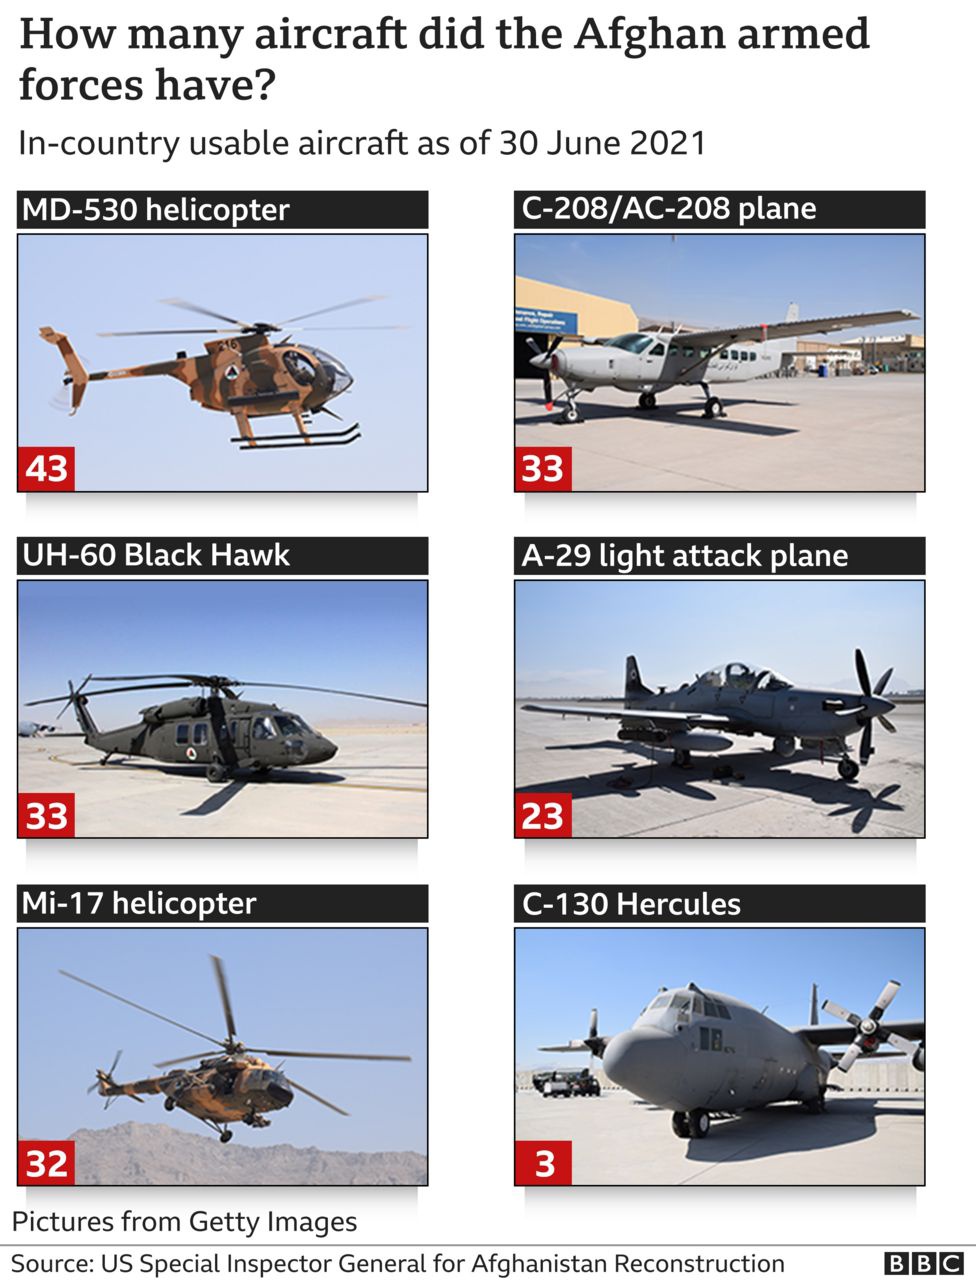 How many aircraft did the Afghan armed
forces have?
In-country usable aircraft as of 30 June 2021
MD-530 helicopter
216
43
C-208/AC-208 plane
33
UH-60 Black Hawk
33
A-29 light attack plane
23
Mi-17 helicopter
32
C-130 Hercules
3
Pictures from Getty Images
Source: US Special Inspector General for Afghanistan Reconstruction
BBC